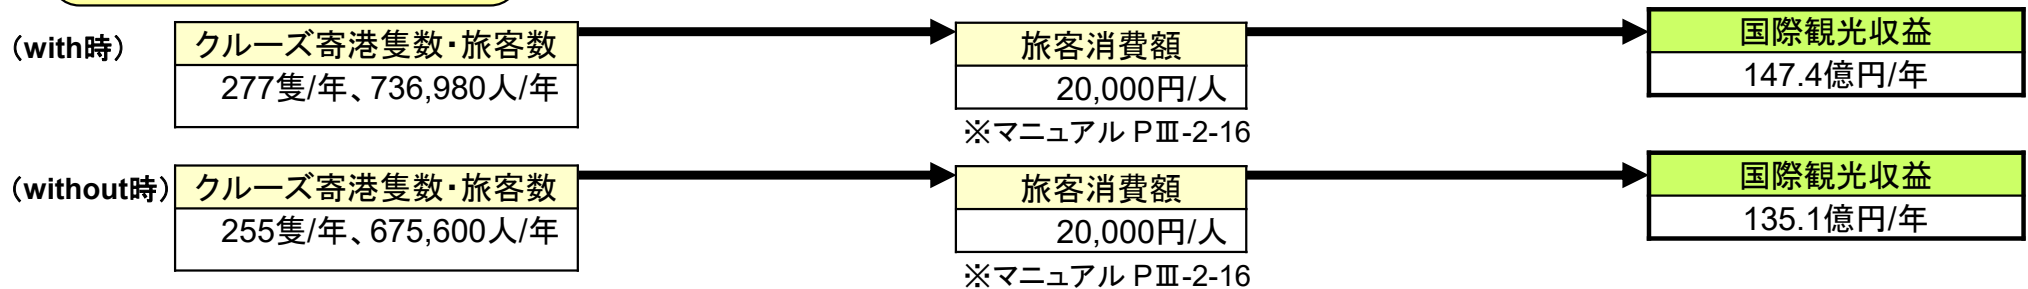 (with時)
クルーズ寄港隻数・旅客数
277隻/年、736,980人/年
旅客消費額
20,000円/人
※マニュアル PⅢ-2-16
国際観光収益
147.4億円/年
(without時)
クルーズ寄港隻数・旅客数
255隻/年、675,600人/年
旅客消費額
20,000円/人
※マニュアル PⅢ-2-16
国際観光収益
135.1億円/年